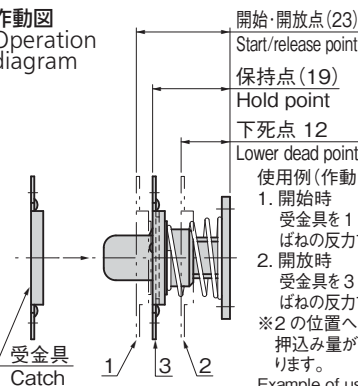 作動図
Operation
diagram
開始・開放点(23)
Start/release point
保持点(19)
Hold point
下死点 12
Lower dead point
使用例(作動
1. 開始時
受金具を1
ばねの反力で
2. 開放時
受金具を3
ばねの反力で
※2の位置へ
押込み量が
ります。
Example of us
受金具
Catch
1
3
2